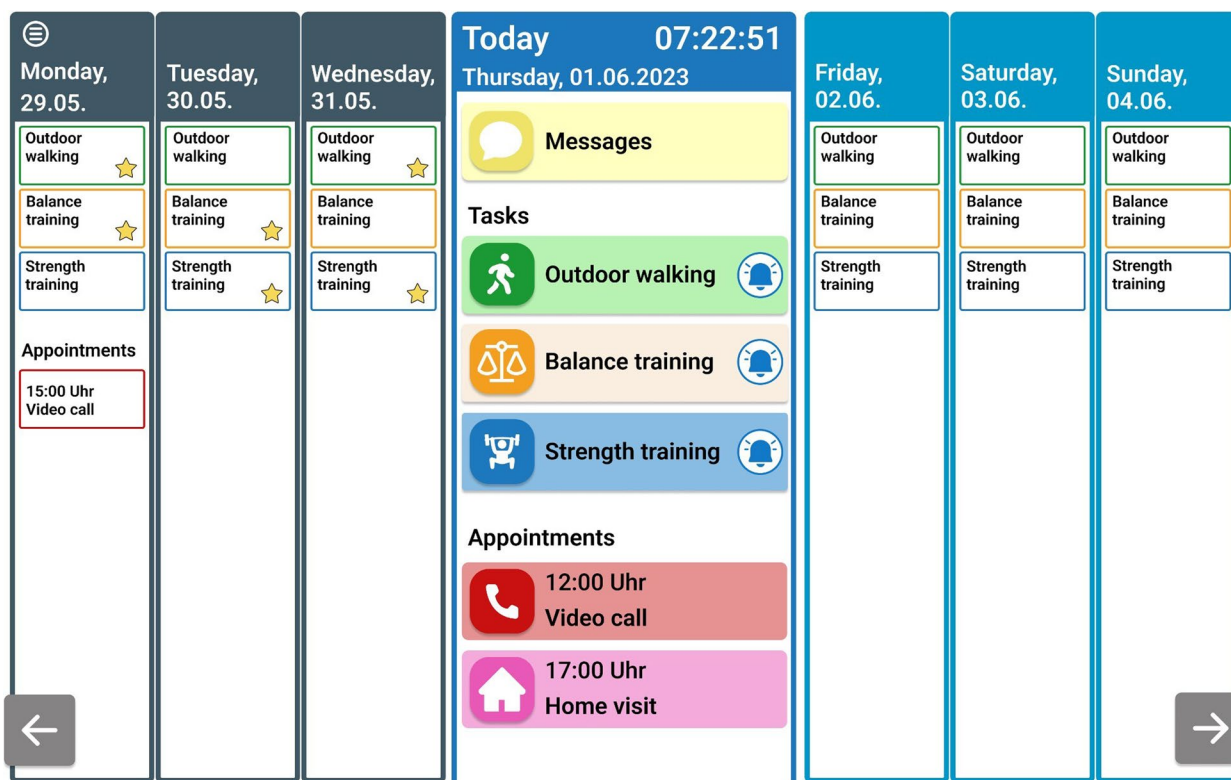 Monday,
29.05.
Outdoor
walking
Balance
training
Strength
training
Appointments
15:00 Uhr
Video call
Tuesday,
30.05.
Outdoor
walking
Balance
training
Strength
training
Wednesday,
31.05.
Outdoor
walking
Balance
training
Strength
training
Today 07:22:51
Thursday, 01.06.2023
Messages
Tasks
Outdoor walking
Balance training
Strength training
Appointments
12:00 Uhr
Video call
17:00 Uhr
Home visit
Friday,
02.06.
Outdoor
walking
Balance
training
Strength
training
Saturday,
03.06.
Outdoor
walking
Balance
training
Strength
training
Sunday,
04.06.
Outdoor
walking
Balance
training
Strength
training